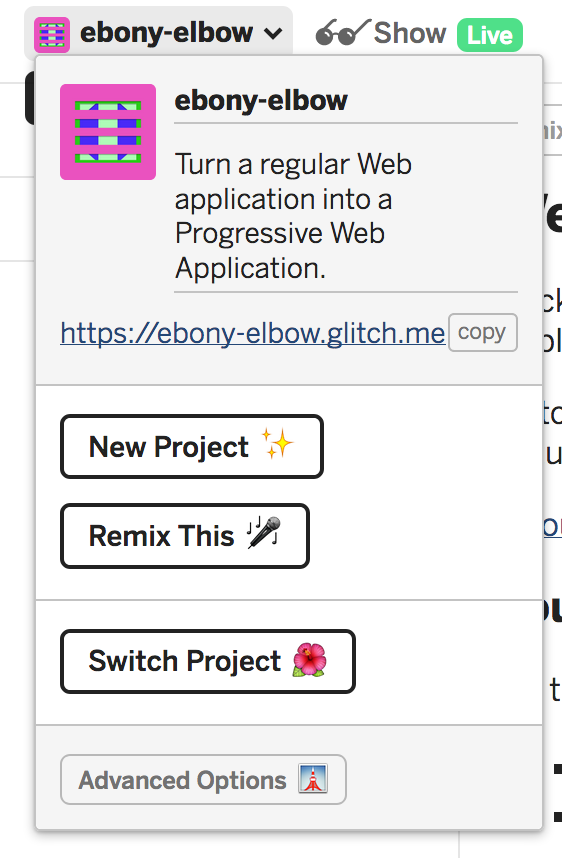 ebony-elbow
Show Live
ebony-elbow
Turn a regular Web
application into a
Progressive Web
Application.
https://ebony-elbow.glitch.me
copy
New Project
Remix This
Switch Project
Advanced Options